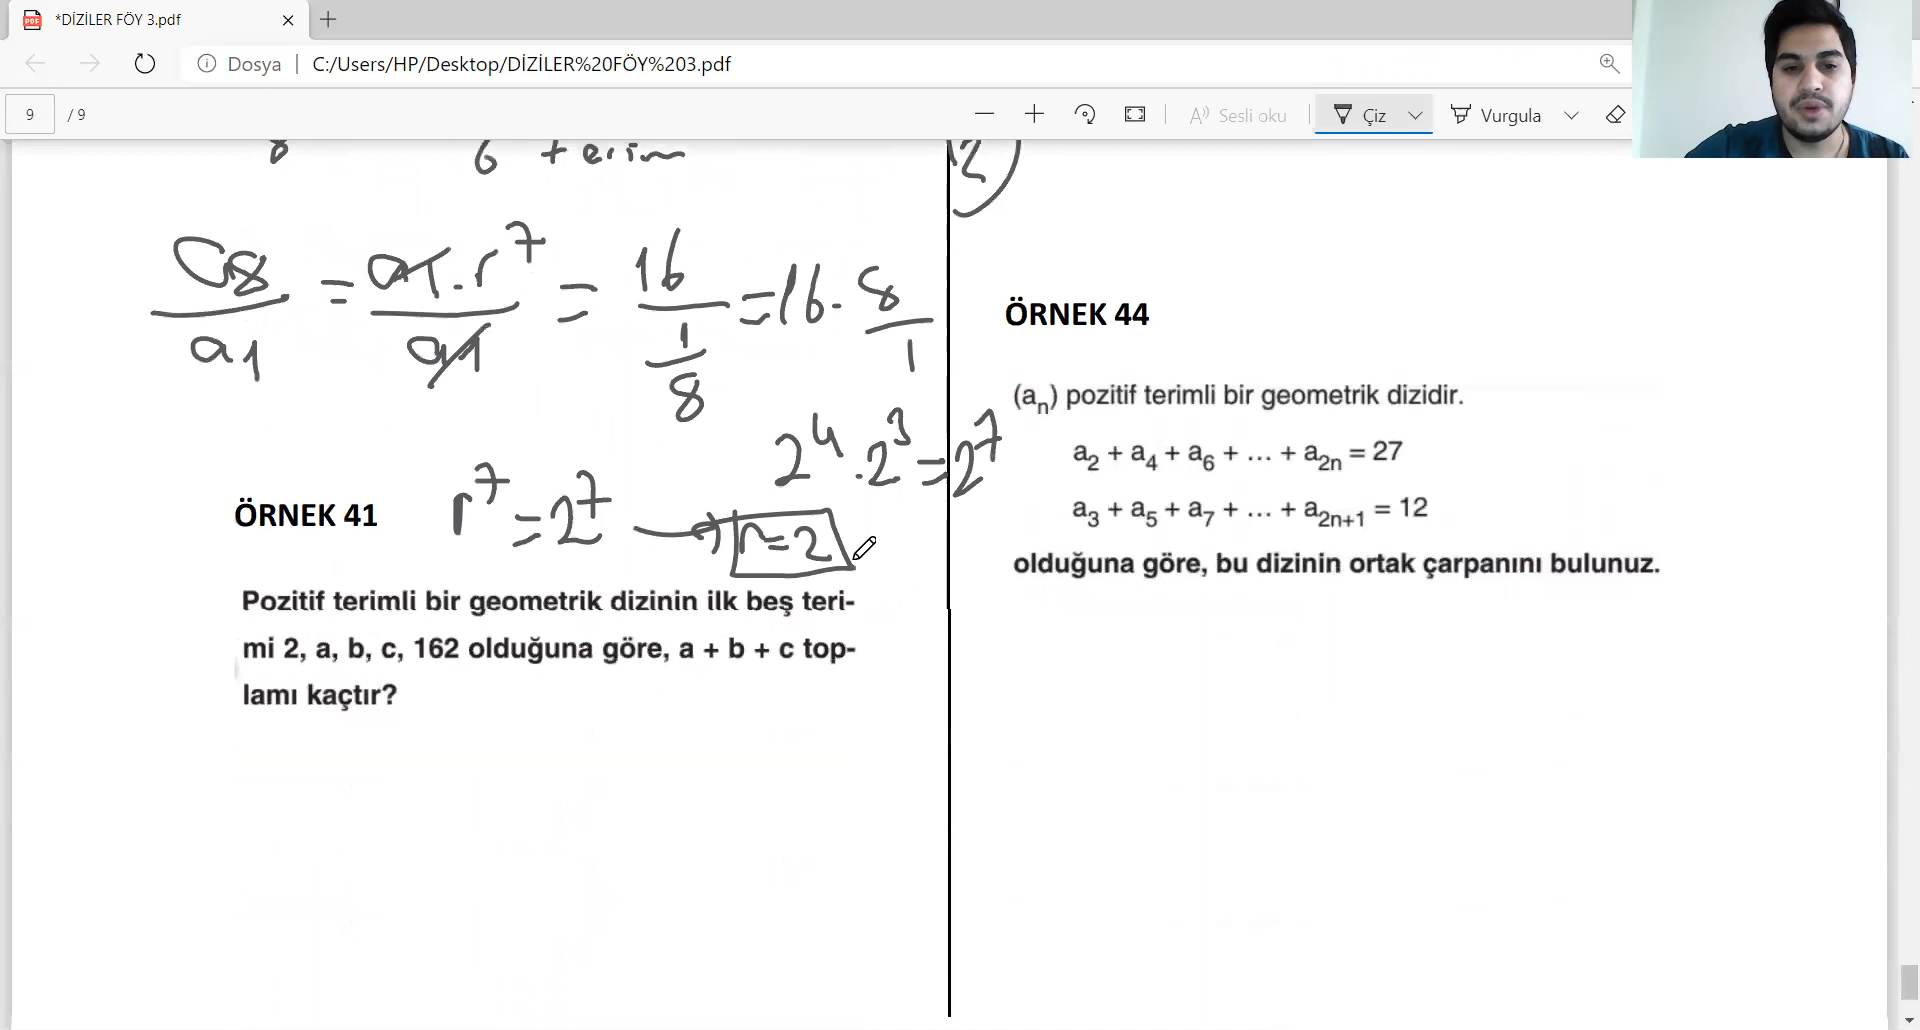 *DİZİLER FÖY 3.pdf
Dosya | C:/Users/HP/Desktop/DİZİLER%20FÖY%203.pdf
9 / 9
Sesli oku
Çiz
Vurgula
8
6 terim
a8/a1 = a1.r^7/a1 = 16/(1/8) = 16.8/1
2^4.2^3=2^7
r^7=2^7 → r=2
ÖRNEK 41
Pozitif terimli bir geometrik dizinin ilk beş teri-
mi 2, a, b, c, 162 olduğuna göre, a + b + c top-
lamı kaçtır?
ÖRNEK 44
(aₙ) pozitif terimli bir geometrik dizidir.
a₂ + a₄ + a₆ + ... + a₂ₙ = 27
a₃ + a₅ + a₇ + ... + a₂ₙ₊₁ = 12
olduğuna göre, bu dizinin ortak çarpanını bulunuz.